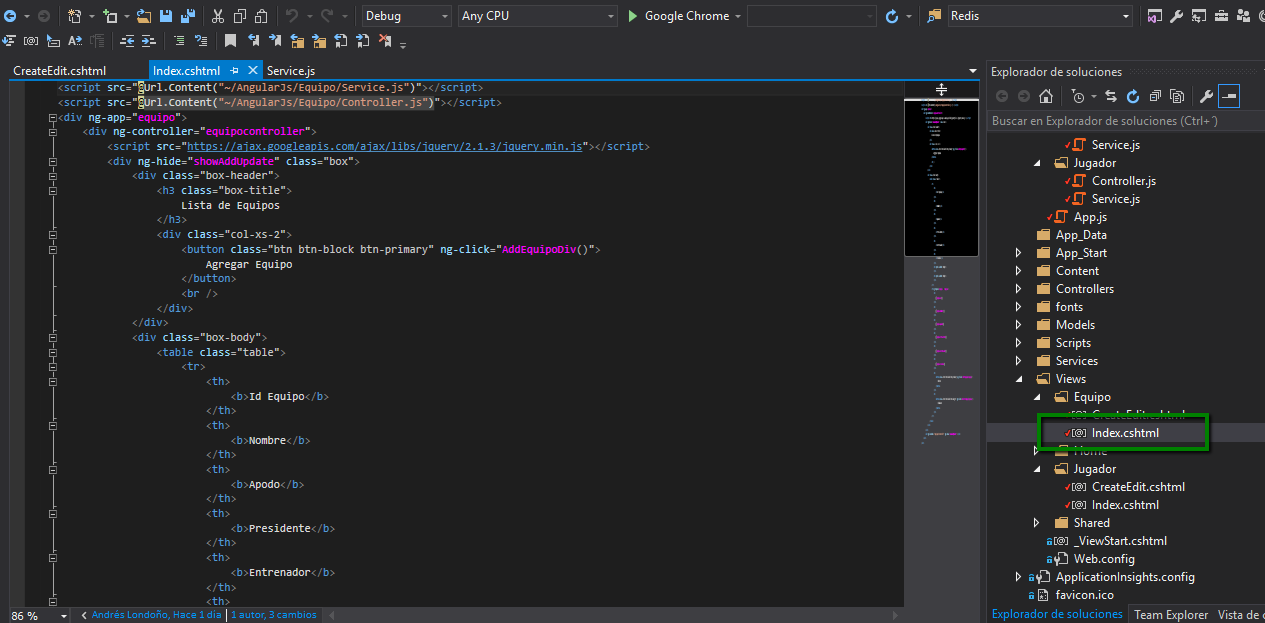 Debug
Any CPU
Google Chrome
Redis
CreateEdit.cshtml
Index.cshtml
Service.js
<script src="@Url.Content("~/AngularJs/Equipo/Service.js")"></script>
<script src="@Url.Content("~/AngularJs/Equipo/Controller.js")"></script>
<div ng-app="equipo">
<div ng-controller="equipocontroller">
<script src="https://ajax.googleapis.com/ajax/libs/jquery/2.1.3/jquery.min.js"></script>
<div ng-hide="showAddUpdate" class="box">
<div class="box-header">
<h3 class="box-title">
Lista de Equipos
</h3>
<div class="col-xs-2">
<button class="btn btn-block btn-primary" ng-click="AddEquipoDiv()">
Agregar Equipo
</button>
<br />
</div>
</div>
<div class="box-body">
<table class="table">
<tr>
<th>
<b>Id Equipo</b>
</th>
<th>
<b>Nombre</b>
</th>
<th>
<b>Apodo</b>
</th>
<th>
<b>Presidente</b>
</th>
<th>
<b>Entrenador</b>
</th>
<th>
86 %
Andrés Londoño, Hace 1 día | 1 autor, 3 cambios
Explorador de soluciones
Buscar en Explorador de soluciones (Ctrl+´)
Service.js
Jugador
Controller.js
Service.js
App.js
App_Data
App_Start
Content
Controllers
fonts
Models
Scripts
Services
Views
Equipo
CreateEdit.cshtml
Index.cshtml
Home
Jugador
CreateEdit.cshtml
Index.cshtml
Shared
_ViewStart.cshtml
Web.config
ApplicationInsights.config
favicon.ico
Explorador de soluciones
Team Explorer
Vista de